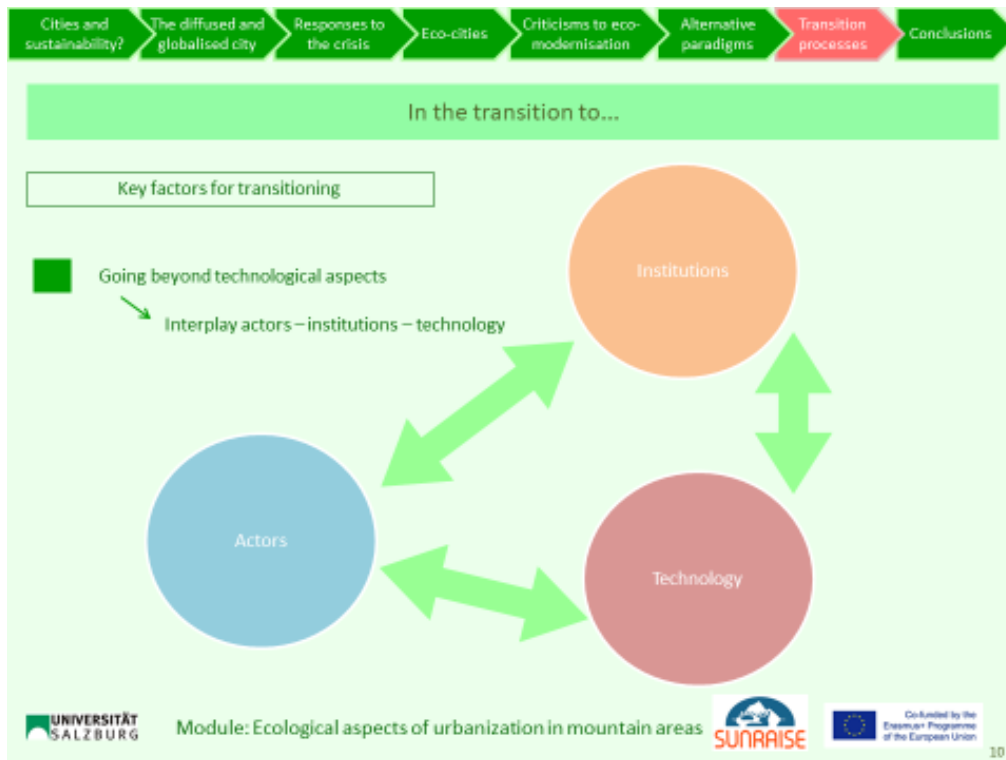 Cities and
sustainability?
The diffused and
globalised city
Responses to
the crisis
Eco-cities
Criticisms to eco-
modernisation
Alternative
paradigms
Transition
processes
Conclusions
In the transition to...
Key factors for transitioning
Going beyond technological aspects
Interplay actors – institutions – technology
Institutions
Actors
Technology
UNIVERSITÄT
SALZBURG
Module: Ecological aspects of urbanization in mountain areas
SUNRAISE
Co-funded by the
Erasmus+ Programme
of the European Union
10